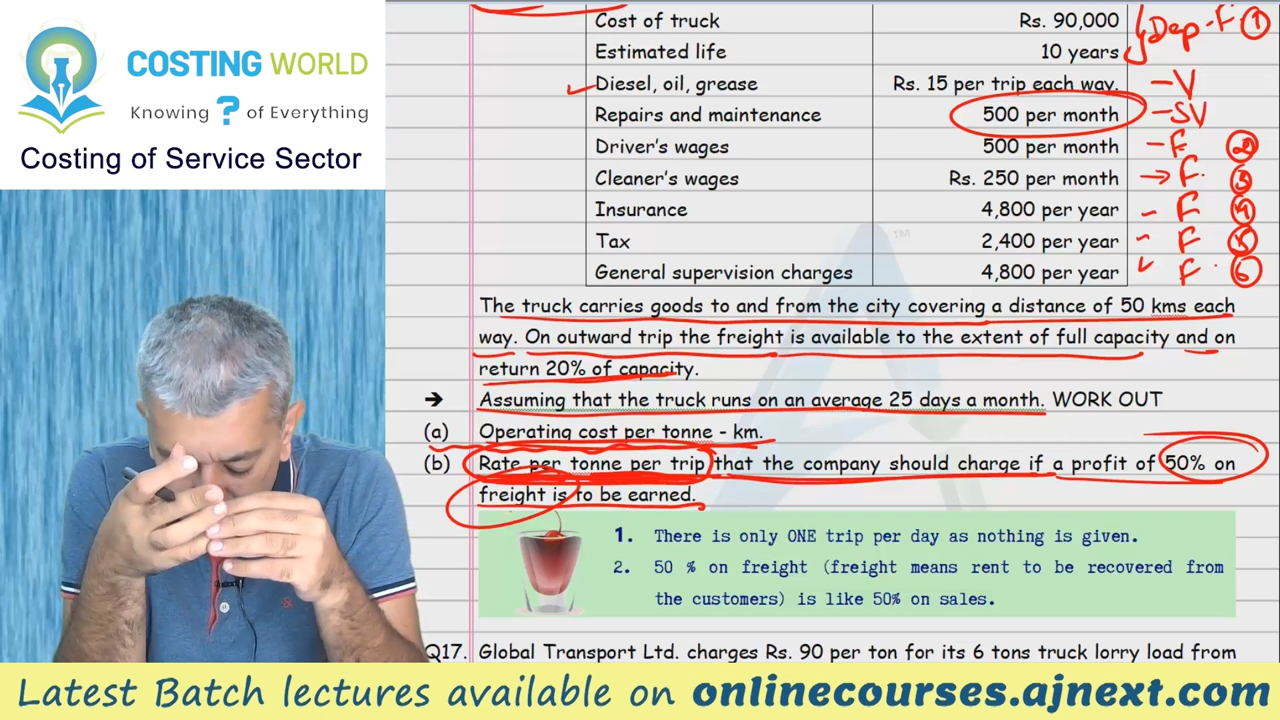 COSTING WORLD
Knowing ? of Everything
Costing of Service Sector
Cost of truck Rs. 90,000 Dep - F 1
Estimated life 10 years
Diesel, oil, grease Rs. 15 per trip each way. - V
Repairs and maintenance 500 per month - SV
Driver's wages 500 per month - F 2
Cleaner's wages Rs. 250 per month → F 3
Insurance 4,800 per year - F 4
Tax 2,400 per year - F 5
General supervision charges 4,800 per year F 6
The truck carries goods to and from the city covering a distance of 50 kms each
way. On outward trip the freight is available to the extent of full capacity and on
return 20% of capacity.
→ Assuming that the truck runs on an average 25 days a month. WORK OUT
(a) Operating cost per tonne - km.
(b) Rate per tonne per trip that the company should charge if a profit of 50% on
freight is to be earned.
1. There is only ONE trip per day as nothing is given.
2. 50 % on freight (freight means rent to be recovered from
the customers) is like 50% on sales.
Q17. Global Transport Ltd. charges Rs. 90 per ton for its 6 tons truck lorry load from
Latest Batch lectures available on onlinecourses.ajnext.com